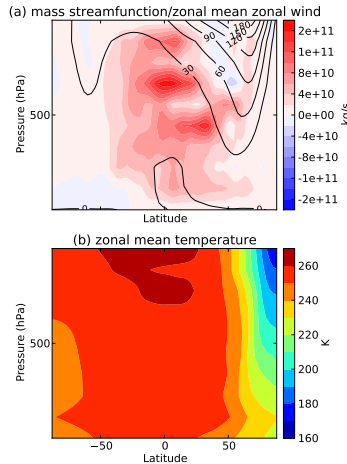 (a) mass streamfunction/zonal mean zonal wind
Pressure (hPa)
500
90
180
150
120
30
60
0
0
Latitude
2e+11
1e+11
8e+10
4e+10
0e+00
-4e+10
-8e+10
-1e+11
-2e+11
kg/s
(b) zonal mean temperature
Pressure (hPa)
500
−50
0
50
Latitude
260
240
220
200
180
160
K